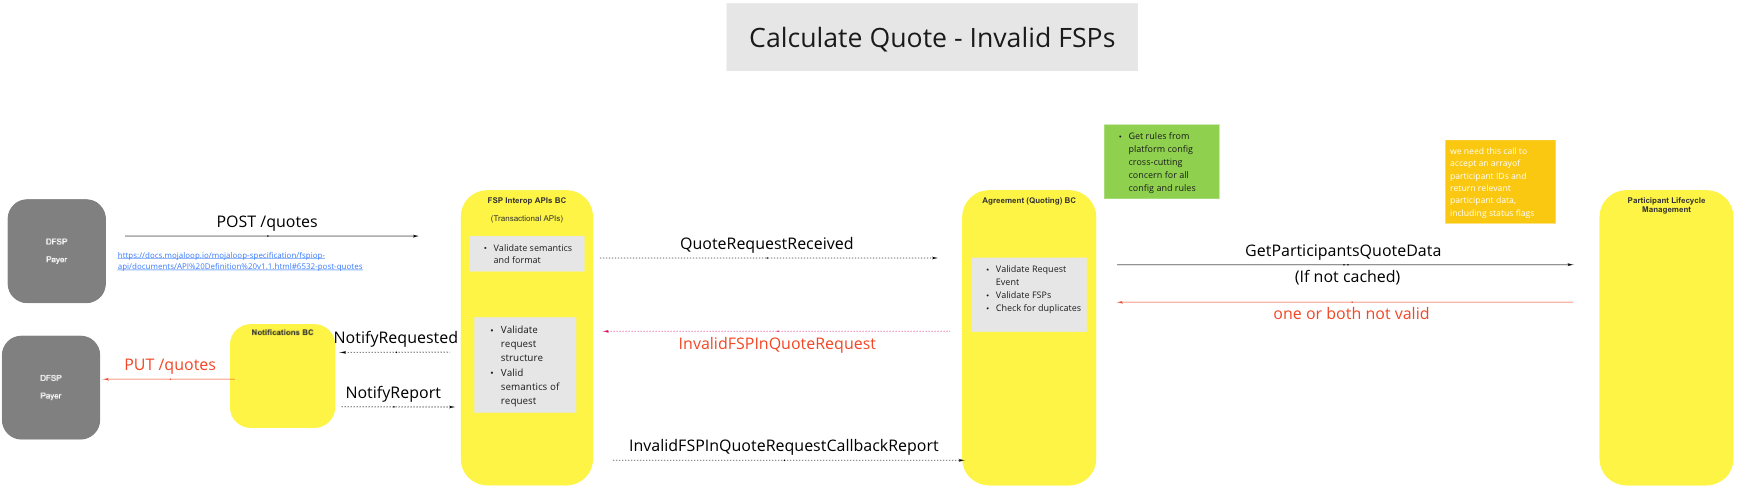 Calculate Quote - Invalid FSPs
• Get rules from
platform config
cross-cutting
concern for all
config and rules
we need this call to
accept an arrayof
participant IDs and
return relevant
participant data,
including status flags
DFSP
Payer
POST /quotes
https://docs.mojaloop.io/mojaloop-specification/fspiop-
api/documents/API%20Definition%20v1.1.html#6532-post-quotes
FSP Interop APIs BC
(Transactional APIs)
• Validate semantics
and format
QuoteRequestReceived
Agreement (Quoting) BC
• Validate Request
Event
• Validate FSPs
• Check for duplicates
GetParticipantsQuoteData
(If not cached)
one or both not valid
Participant Lifecycle
Management
InvalidFSPInQuoteRequest
• Validate
request
structure
• Valid
semantics of
request
NotifyRequested
Notifications BC
PUT /quotes
DFSP
Payer
NotifyReport
InvalidFSPInQuoteRequestCallbackReport